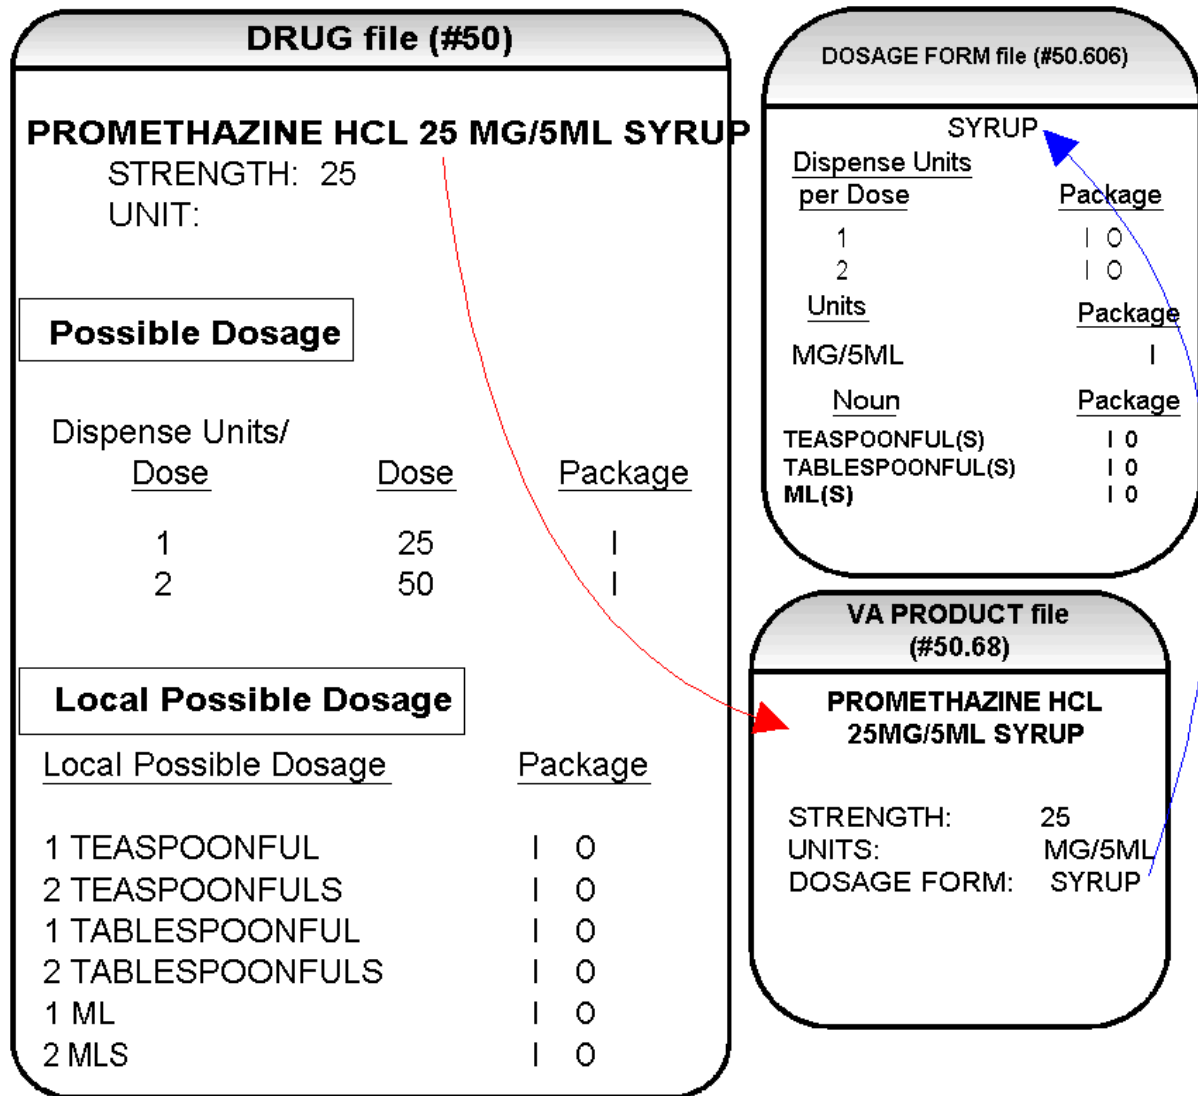 DRUG file (#50)
PROMETHAZINE HCL 25 MG/5ML SYRUP
STRENGTH: 25
UNIT:
Possible Dosage
Dispense Units/
Dose Dose Package
1 25 I
2 50 I
Local Possible Dosage
Local Possible Dosage Package
1 TEASPOONFUL I O
2 TEASPOONFULS I O
1 TABLESPOONFUL I O
2 TABLESPOONFULS I O
1 ML I O
2 MLS I O
DOSAGE FORM file (#50.606)
SYRUP
Dispense Units
per Dose Package
1 I O
2 I O
Units Package
MG/5ML I
Noun Package
TEASPOONFUL(S) I 0
TABLESPOONFUL(S) I 0
ML(S) I 0
VA PRODUCT file
(#50.68)
PROMETHAZINE HCL
25MG/5ML SYRUP
STRENGTH: 25
UNITS: MG/5ML
DOSAGE FORM: SYRUP